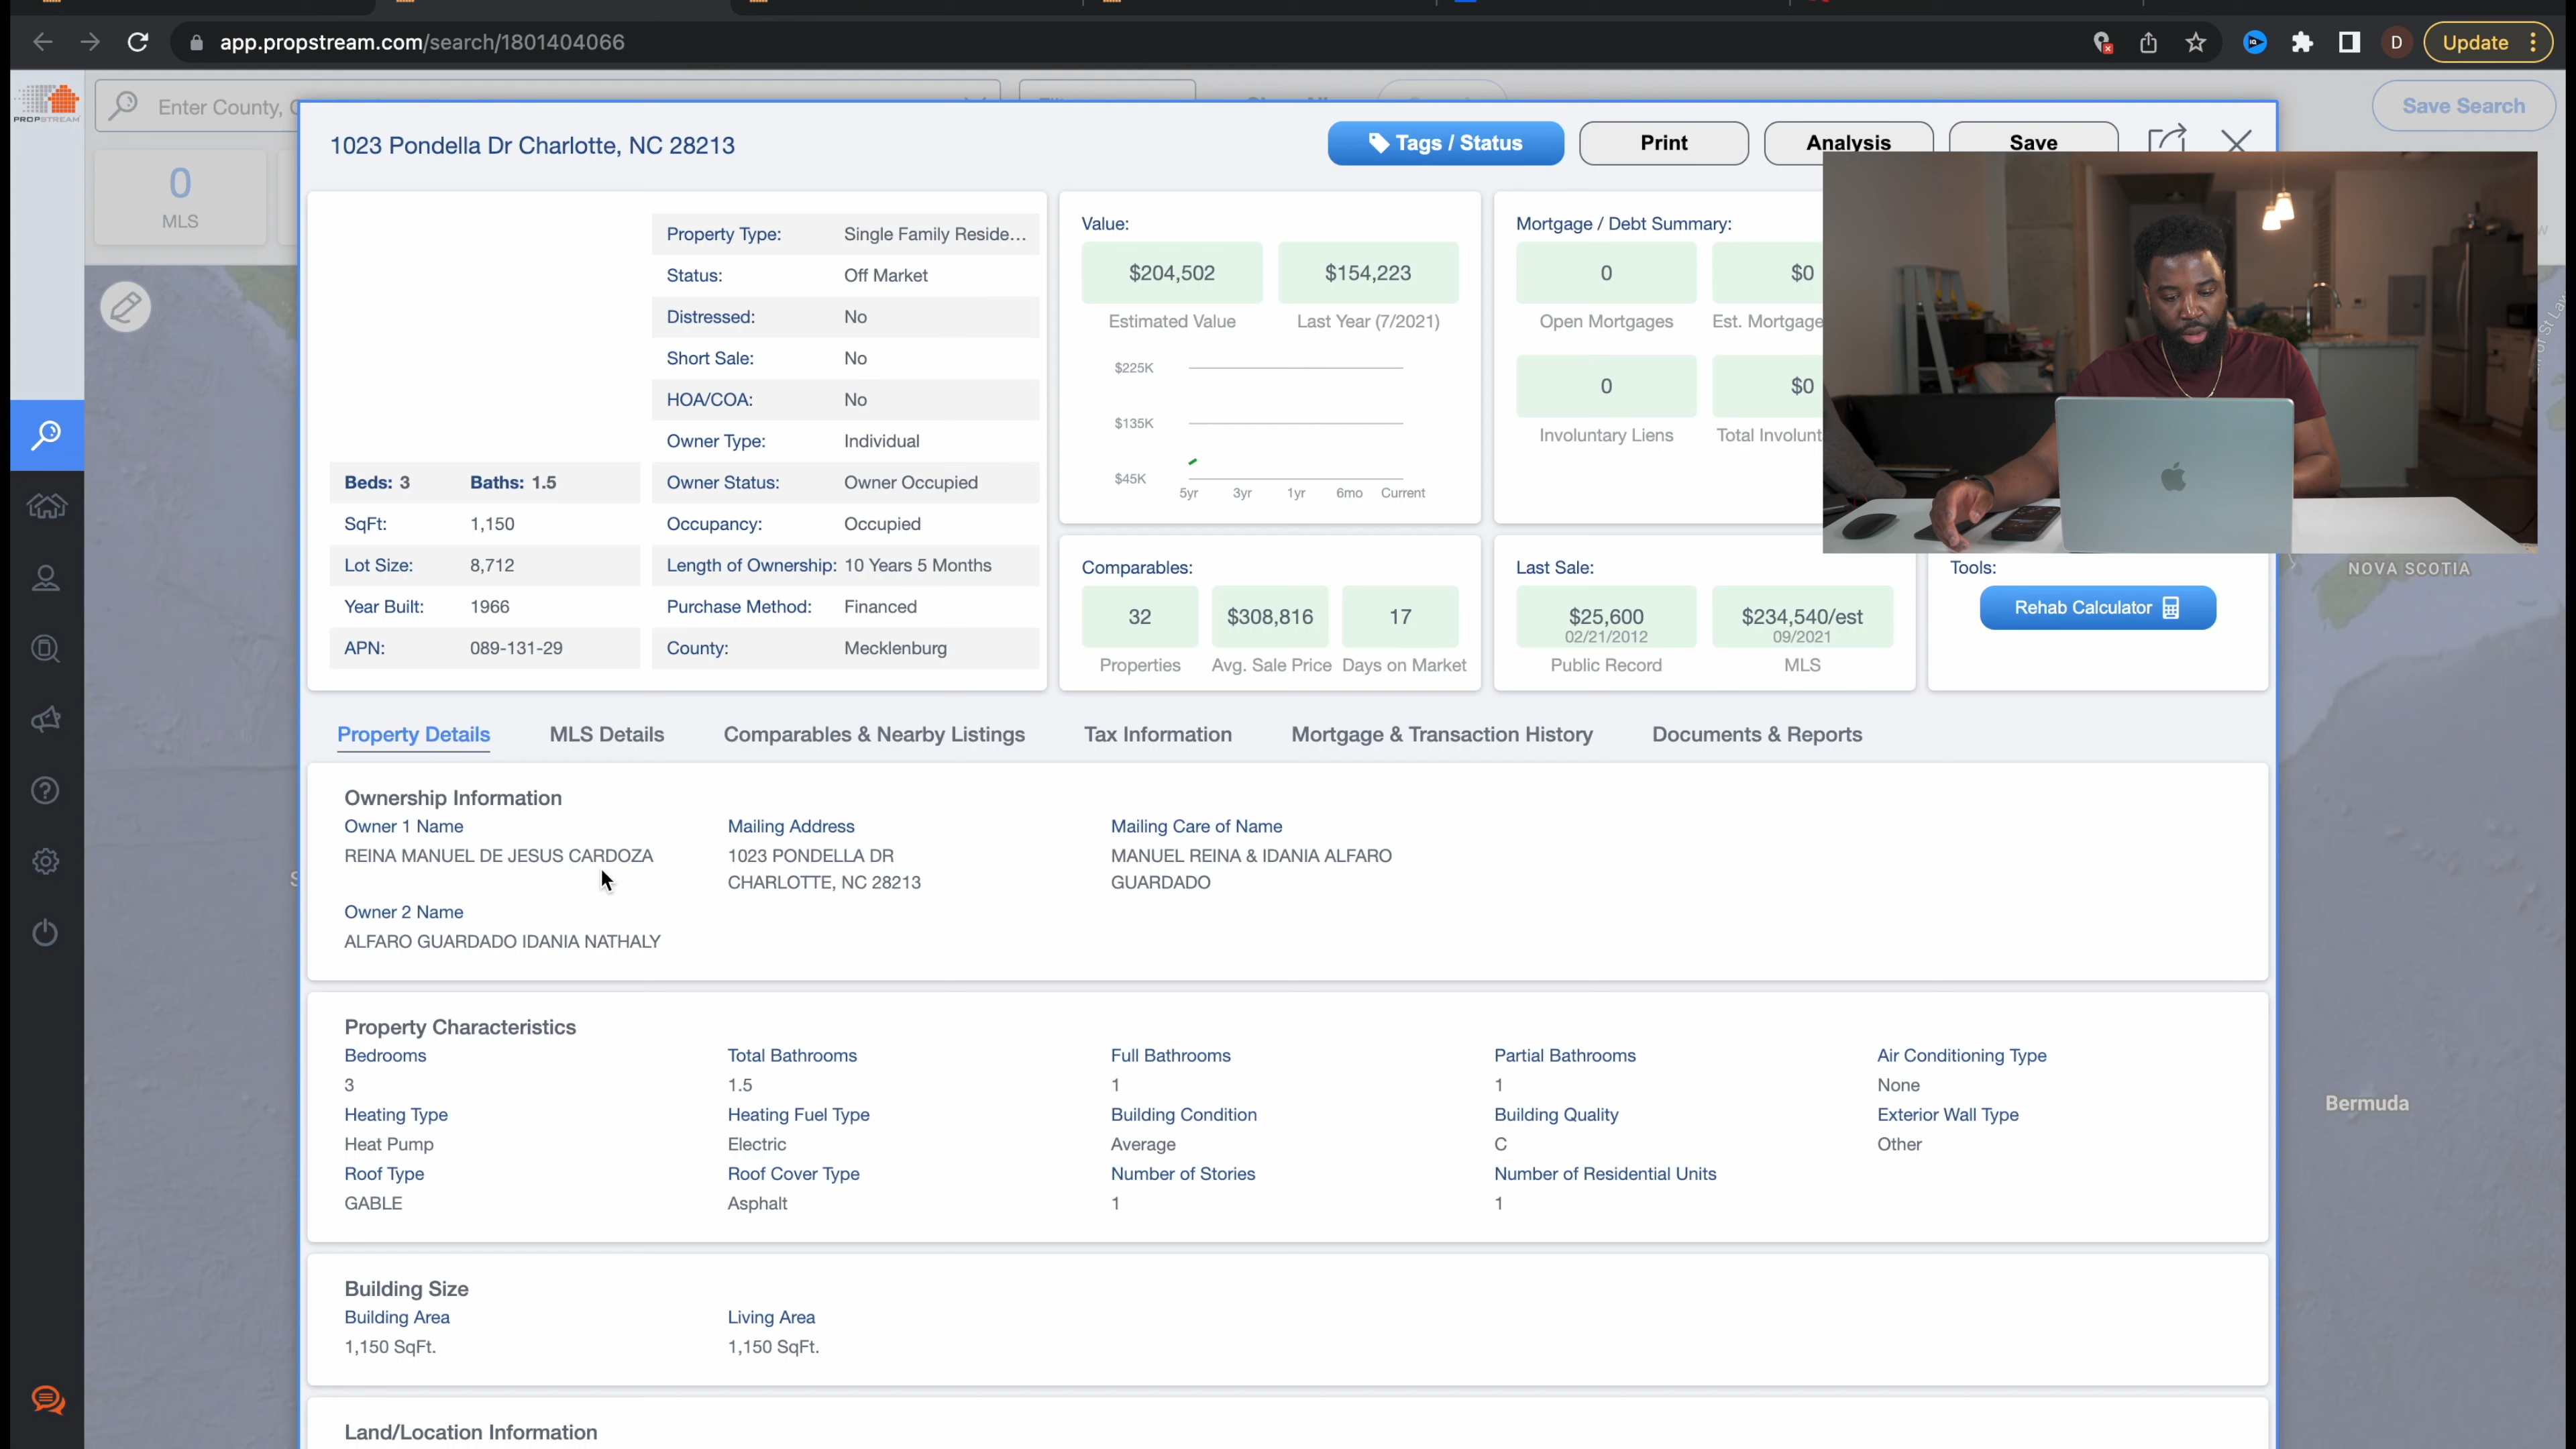 app.propstream.com/search/1801404066
D
Update
PROPSTREAM
Enter County, C
Save Search
0
MLS
1023 Pondella Dr Charlotte, NC 28213
Tags / Status
Print
Analysis
Save
Beds: 3 Baths: 1.5
SqFt: 1,150
Lot Size: 8,712
Year Built: 1966
APN: 089-131-29
Property Type: Single Family Reside...
Status: Off Market
Distressed: No
Short Sale: No
HOA/COA: No
Owner Type: Individual
Owner Status: Owner Occupied
Occupancy: Occupied
Length of Ownership: 10 Years 5 Months
Purchase Method: Financed
County: Mecklenburg
Value:
$204,502 $154,223
Estimated Value Last Year (7/2021)
$225K
$135K
$45K
5yr 3yr 1yr 6mo Current
Mortgage / Debt Summary:
0 $0
Open Mortgages Est. Mortgage
0 $0
Involuntary Liens Total Involunt
Comparables:
32 $308,816 17
Properties Avg. Sale Price Days on Market
Last Sale:
$25,600 $234,540/est
02/21/2012 09/2021
Public Record MLS
Tools:
Rehab Calculator
NOVA SCOTIA
Property Details MLS Details Comparables & Nearby Listings Tax Information Mortgage & Transaction History Documents & Reports
Ownership Information
Owner 1 Name Mailing Address Mailing Care of Name
REINA MANUEL DE JESUS CARDOZA 1023 PONDELLA DR MANUEL REINA & IDANIA ALFARO
CHARLOTTE, NC 28213 GUARDADO
Owner 2 Name
ALFARO GUARDADO IDANIA NATHALY
Property Characteristics
Bedrooms Total Bathrooms Full Bathrooms Partial Bathrooms Air Conditioning Type
3 1.5 1 1 None
Heating Type Heating Fuel Type Building Condition Building Quality Exterior Wall Type
Heat Pump Electric Average C Other
Roof Type Roof Cover Type Number of Stories Number of Residential Units
GABLE Asphalt 1 1
Bermuda
Building Size
Building Area Living Area
1,150 SqFt. 1,150 SqFt.
Land/Location Information